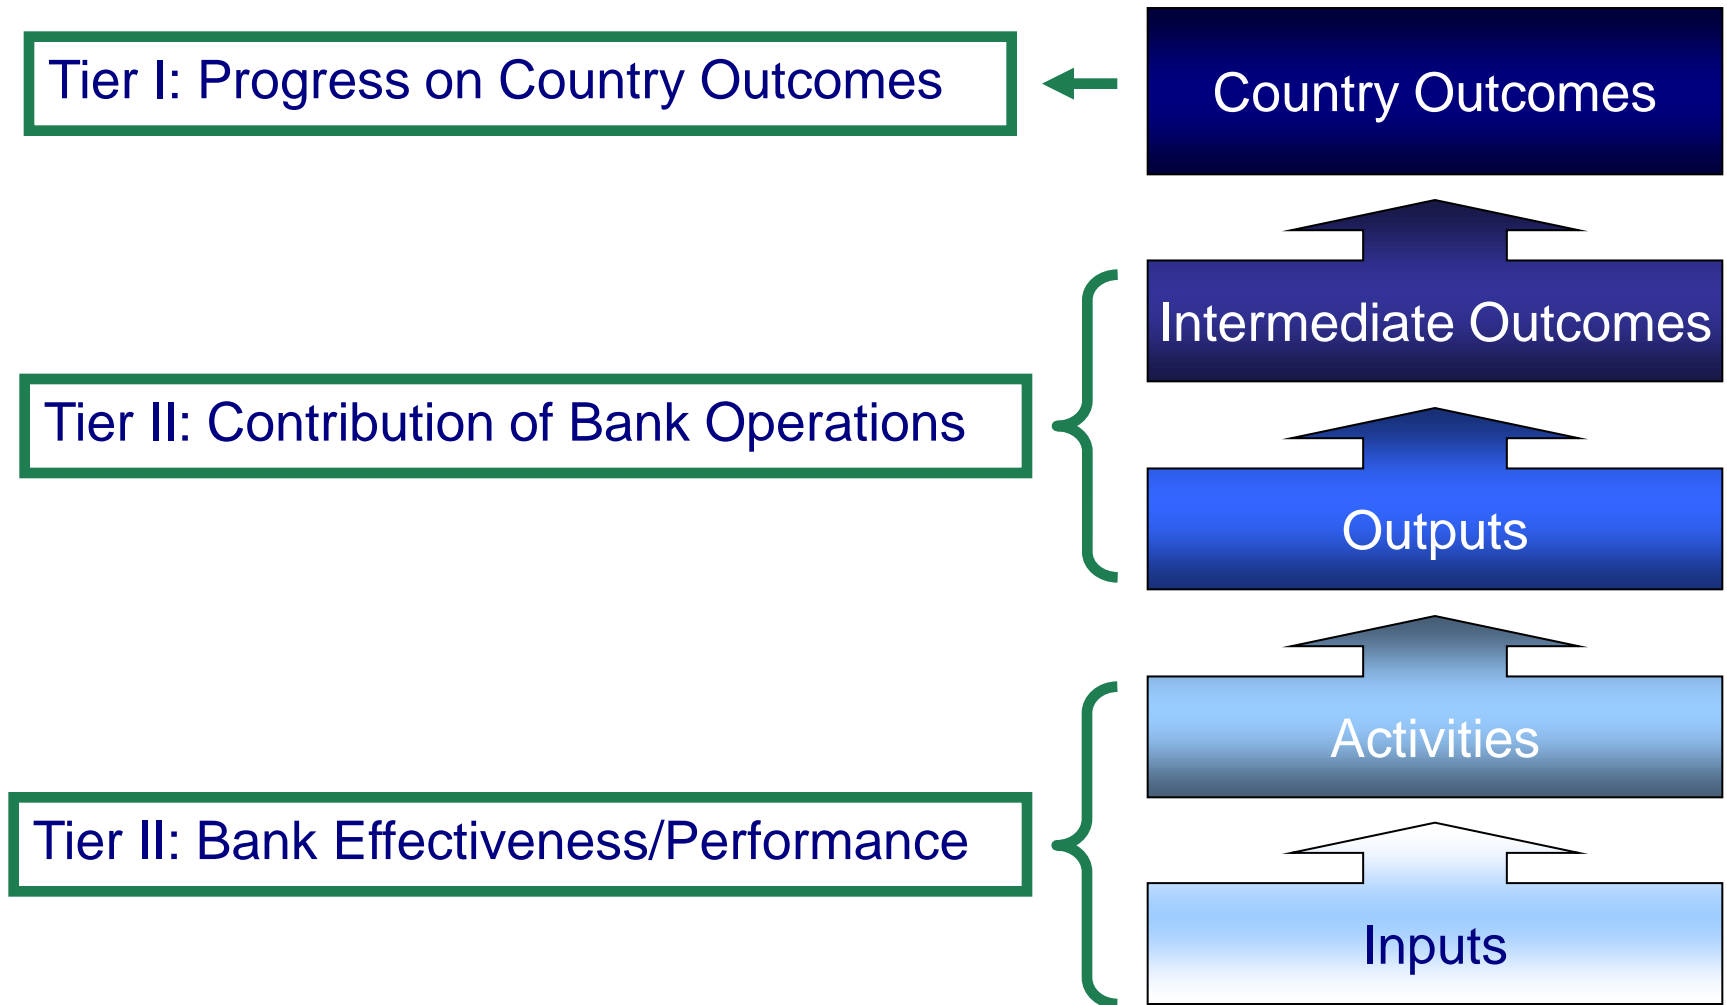 Tier I: Progress on Country Outcomes
Country Outcomes
Intermediate Outcomes
Tier II: Contribution of Bank Operations
Outputs
Activities
Tier II: Bank Effectiveness/Performance
Inputs